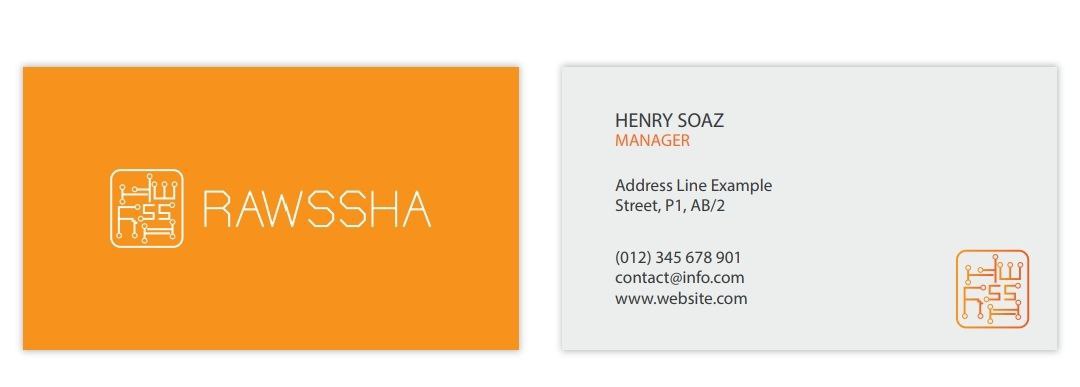 RAWSSHA
HENRY SOAZ
MANAGER
Address Line Example
Street, P1, AB/2
(012) 345 678 901
contact@info.com
www.website.com